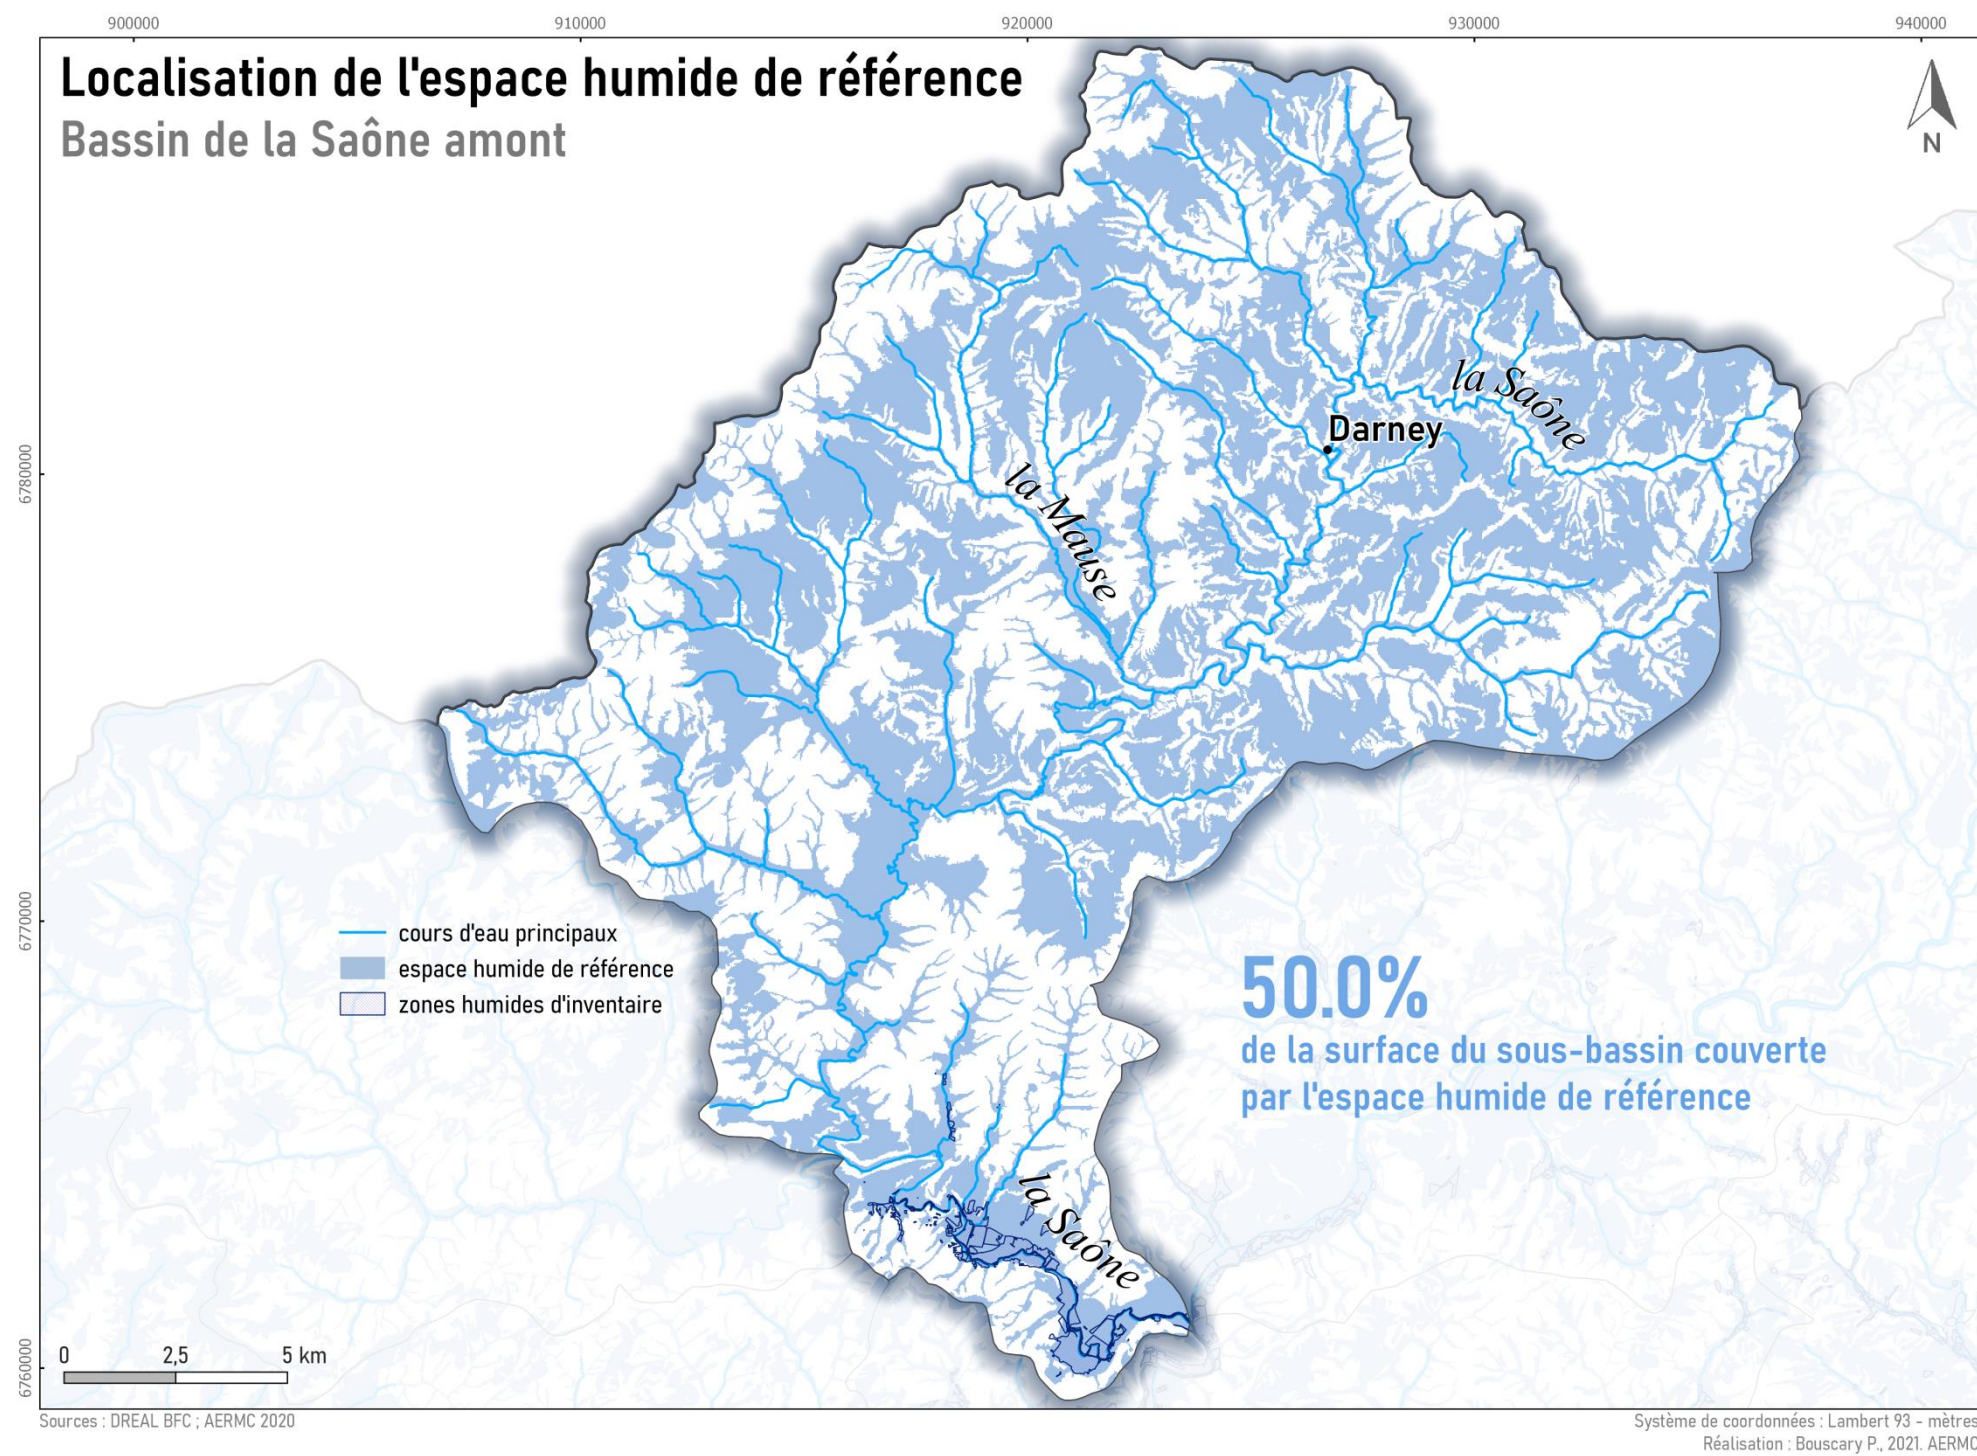 900000
910000
920000
930000
940000
Localisation de l'espace humide de référence
Bassin de la Saône amont
N
la Saône
Darney
6780000
la Mause
6770000
cours d'eau principaux
espace humide de référence
zones humides d'inventaire
50.0%
de la surface du sous-bassin couverte
par l'espace humide de référence
la Saône
6760000
0 2,5 5 km
Sources : DREAL BFC ; AERMC 2020
Système de coordonnées : Lambert 93 - mètres
Réalisation : Bouscary P., 2021. AERMC